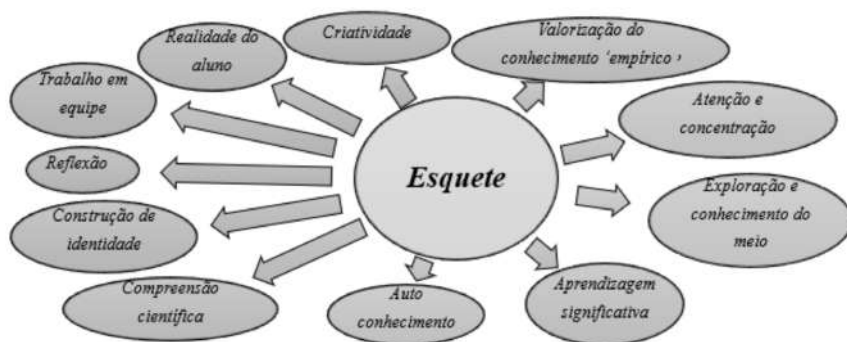 Criatividade
Valorização do
conhecimento ‘empírico’
Realidade do
aluno
Trabalho em
equipe
Atenção e
concentração
Reflexão
Esquete
Exploração e
conhecimento do
meio
Construção de
identidade
Compreensão
científica
Auto
conhecimento
Aprendizagem
significativa